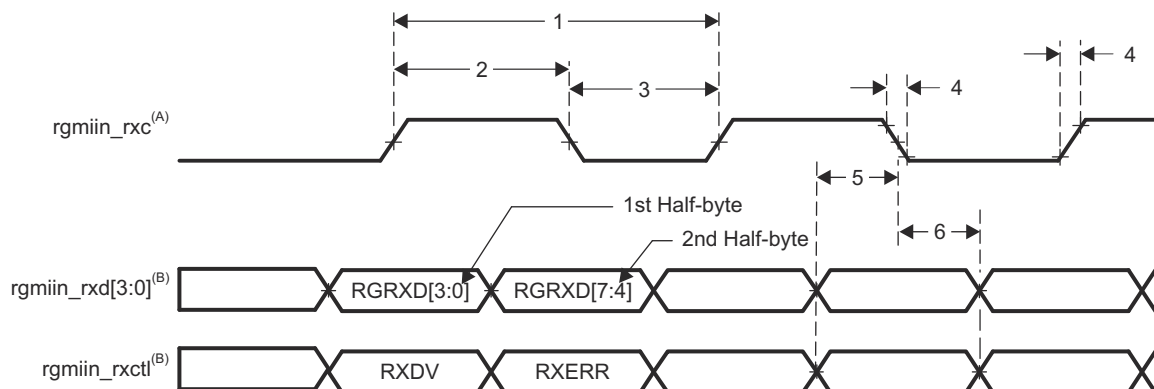 1
2
3
4
4
rgmiin_rxc(A)
5
1st Half-byte
6
2nd Half-byte
rgmiin_rxd[3:0](B)
RGRXD[3:0]
RGRXD[7:4]
rgmiin_rxctl(B)
RXDV
RXERR